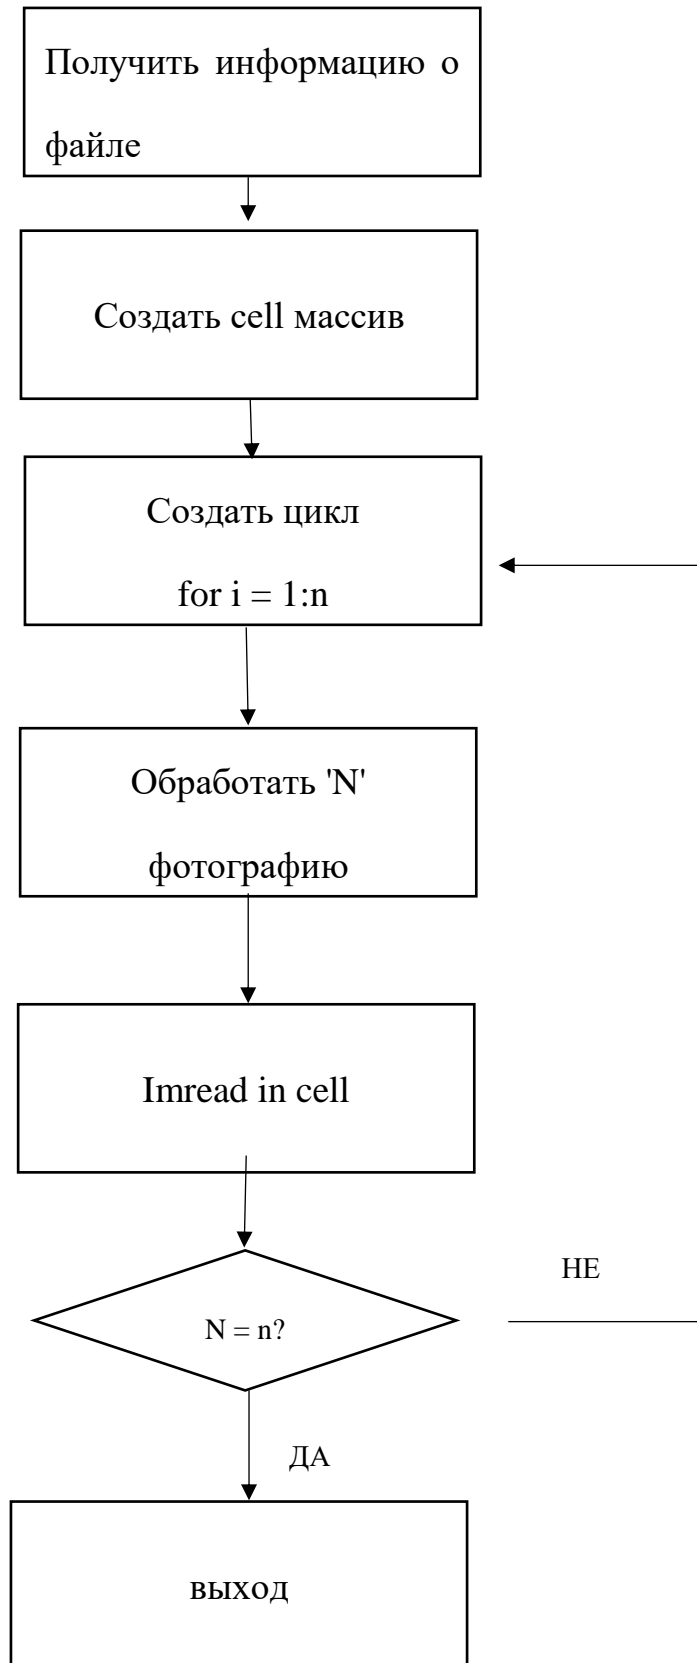 Получить информацию о
файле
Создать cell массив
Создать цикл
for i = 1:n
Обработать 'N'
фотографию
Imread in cell
НЕ
N = n?
ДА
выход